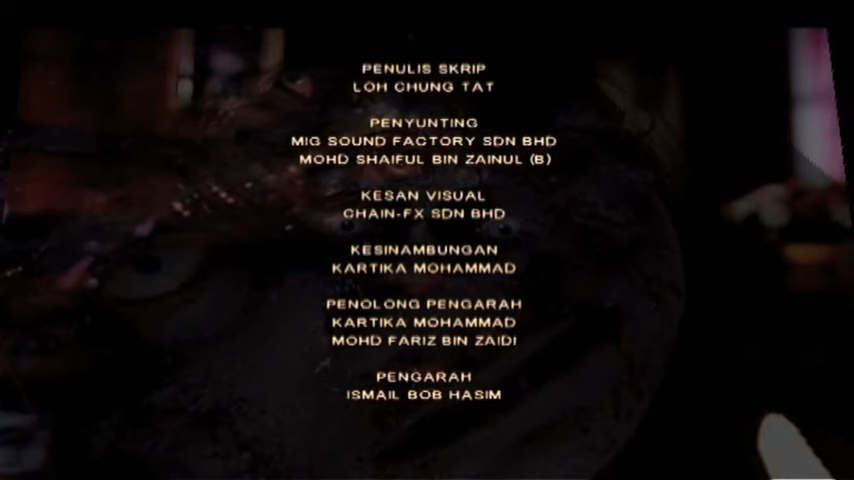 PENULIS SKRIP
LOH CHUNG TAT
PENYUNTING
MIG SOUND FACTORY SDN BHD
MOHD SHAIFUL BIN ZAINUL (B)
KESAN VISUAL
CHAIN-FX SDN BHD
KESINAMBUNGAN
KARTIKA MOHAMMAD
PENOLONG PENGARAH
KARTIKA MOHAMMAD
MOHD FARIZ BIN ZAIDI
PENGARAH
ISMAIL BOB HASIM